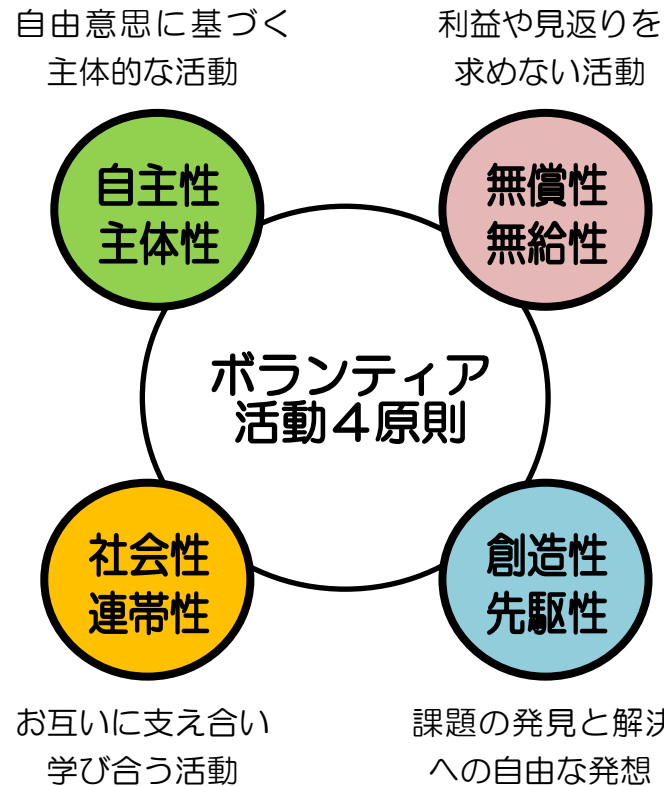 自由意思に基づく
主体的な活動
利益や見返りを
求めない活動
自主性
主体性
無償性
無給性
ボランティア
活動４原則
社会性
連帯性
創造性
先駆性
お互いに支え合い
学び合う活動
課題の発見と解決
への自由な発想